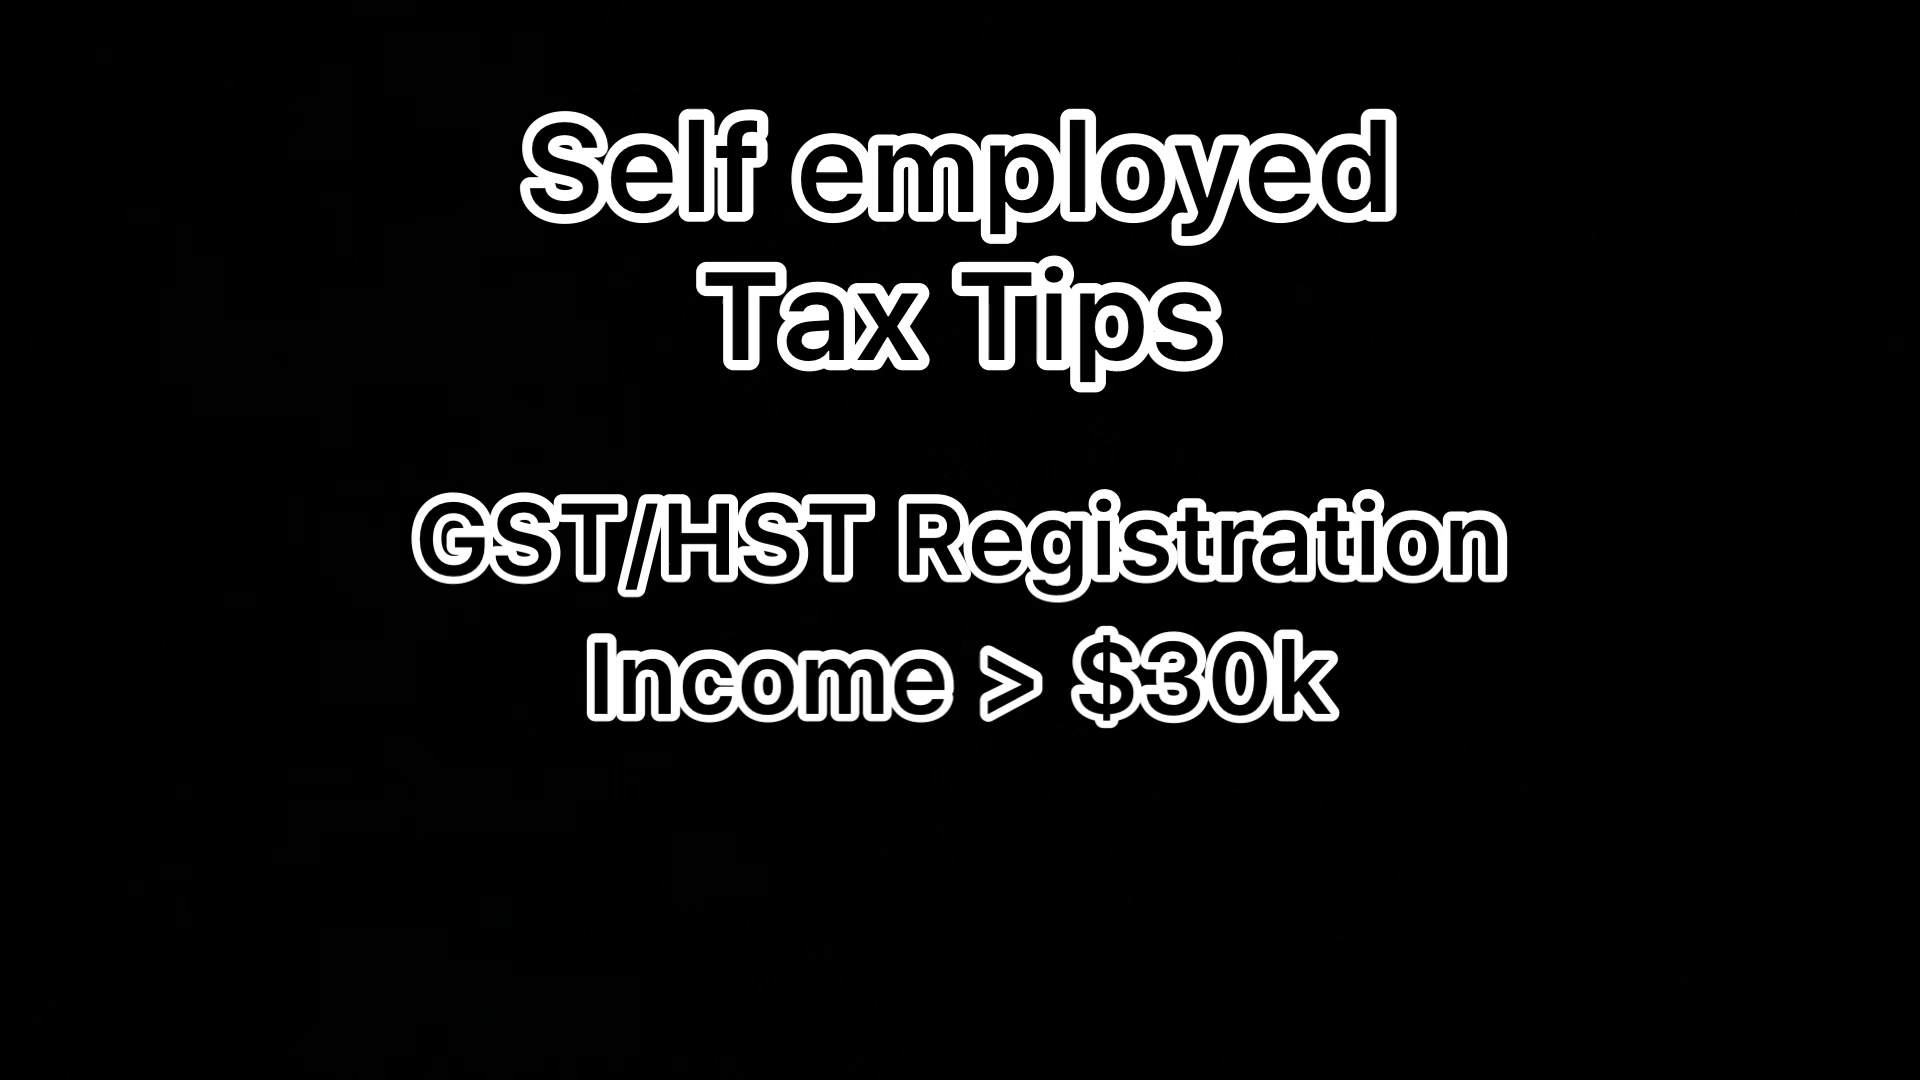 Self employed
Tax Tips
GST/HST Registration
Income > $30k